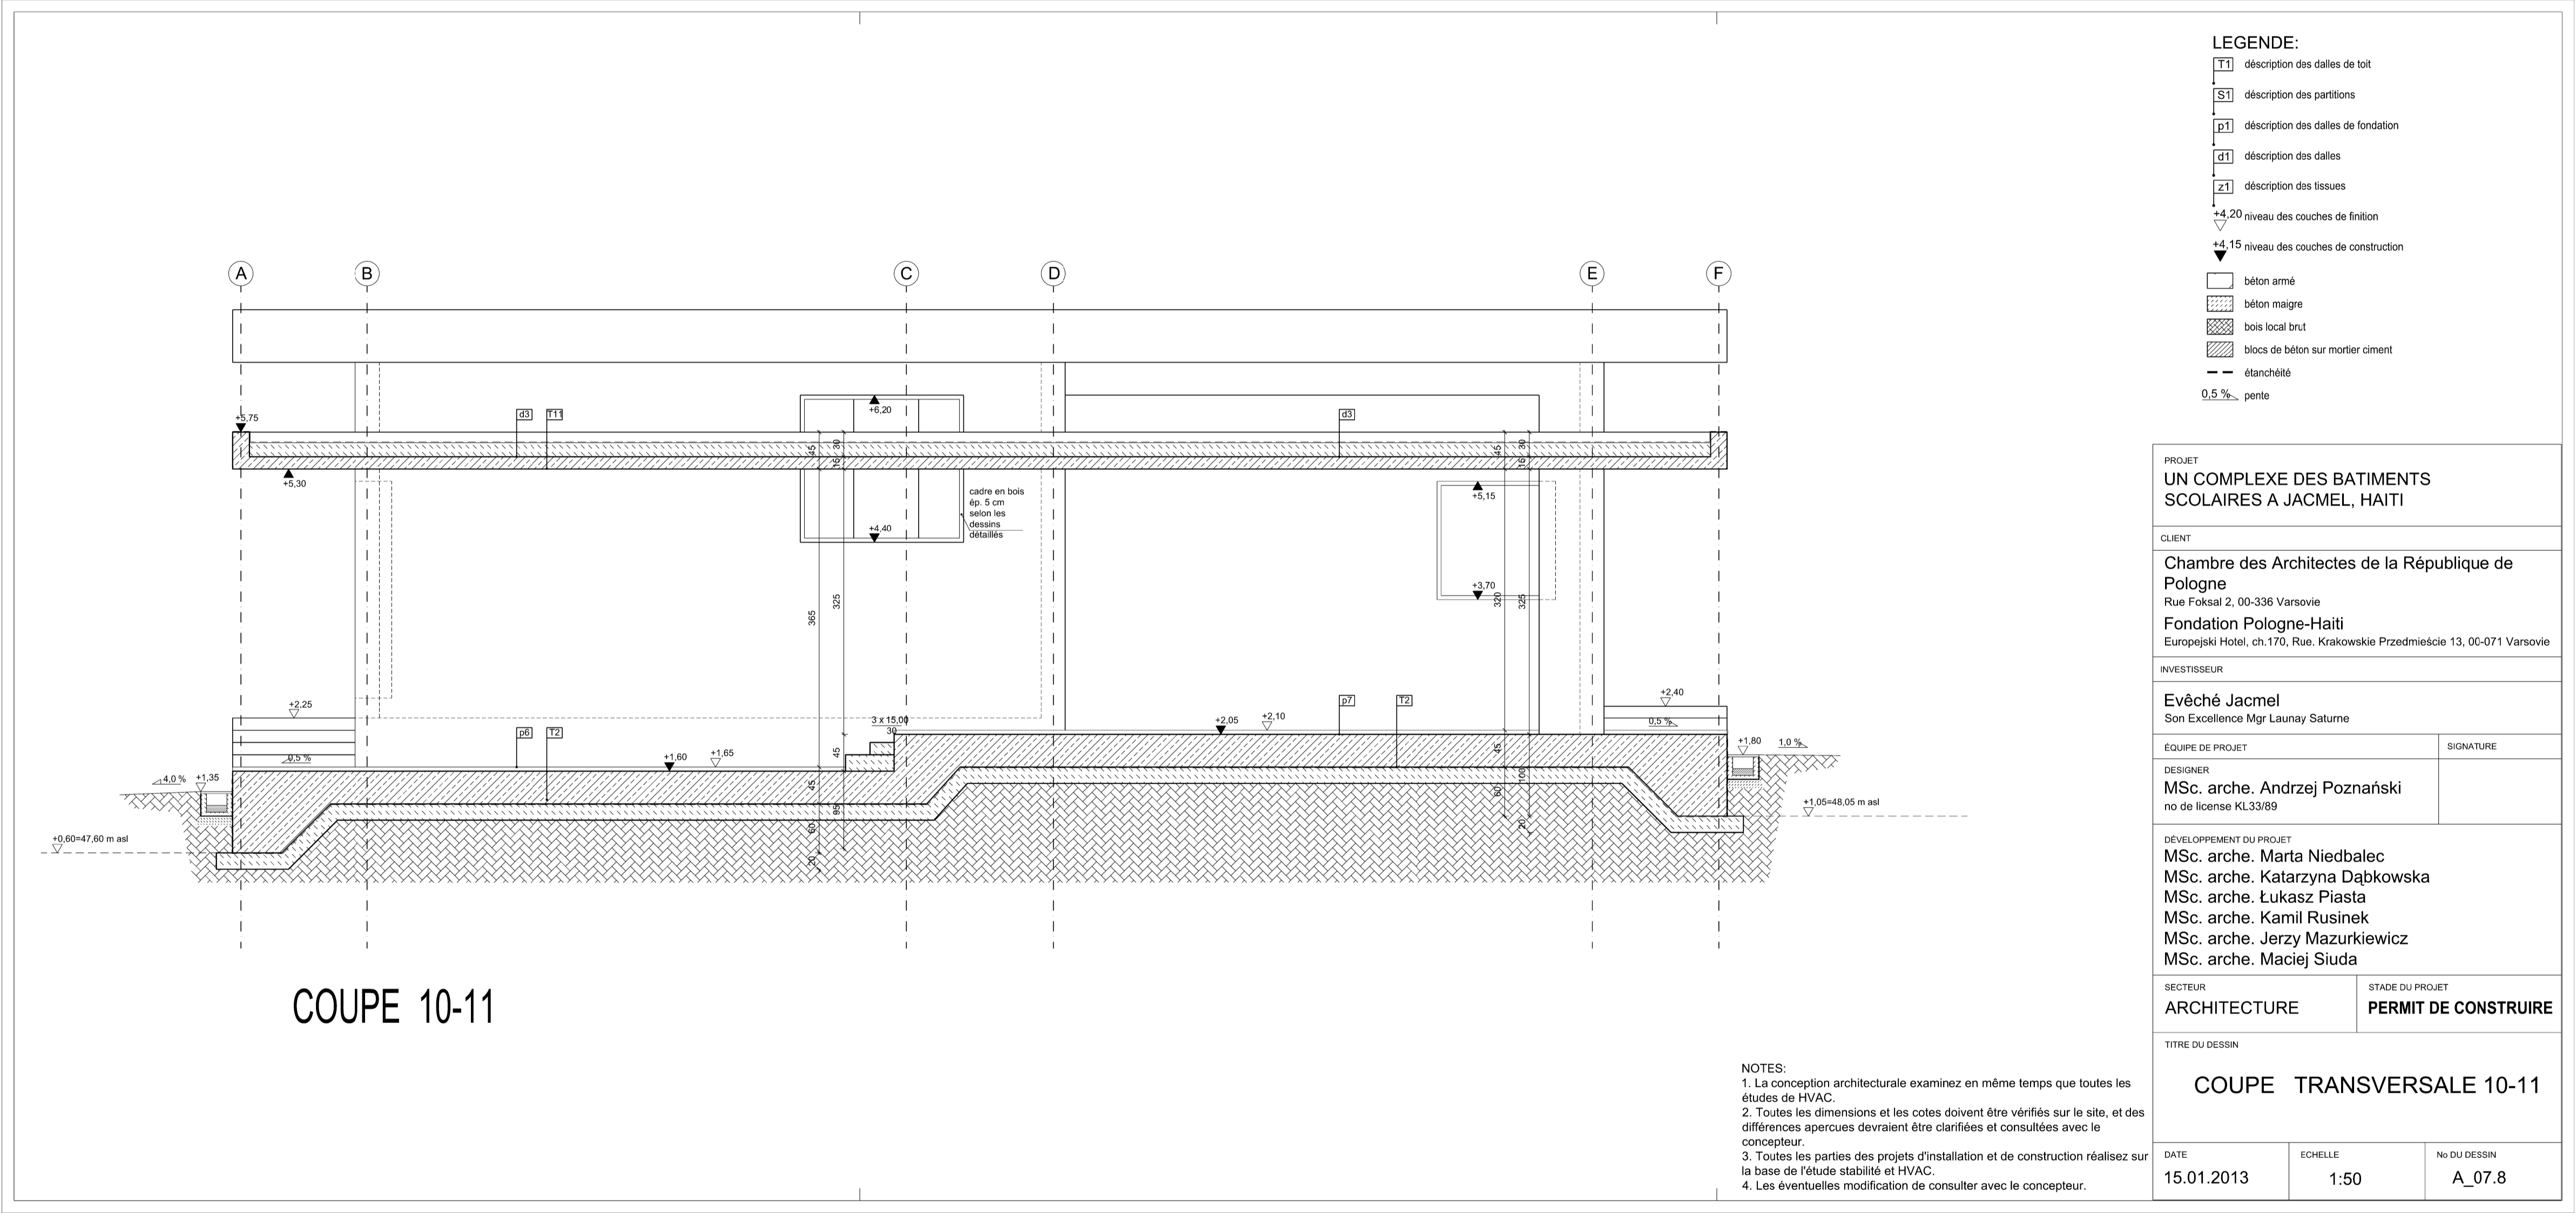 LEGENDE:
T1 déscription des dalles de toit
S1 déscription des partitions
p1 déscription des dalles de fondation
d1 déscription des dalles
z1 déscription des tissues
+4,20 niveau des couches de finition
+4,15 niveau des couches de construction
béton armé
béton maigre
bois local brut
blocs de béton sur mortier ciment
étanchéité
0,5 % pente
A B C D E F
+5,75
d3 T11
+6,20
d3
45 15 30
45 15 30
+5,30
cadre en bois
ép. 5 cm
selon les
dessins
détaillés
+4,40
+5,15
+3,70
365 325
320 325
+2,25
0,5 %
4,0 % +1,35
+0,60=47,60 m asl
p6 T2
+1,60 +1,65
3 x 15,00
30
45
45 95
60
20
+2,05 +2,10
p7 T2
45 100
60
20
+2,40
0,5 %
+1,80 1,0 %
+1,05=48,05 m asl
COUPE 10-11
NOTES:
1. La conception architecturale examinez en même temps que toutes les
études de HVAC.
2. Toutes les dimensions et les cotes doivent être vérifiés sur le site, et des
différences apercues devraient être clarifiées et consultées avec le
concepteur.
3. Toutes les parties des projets d'installation et de construction réalisez sur
la base de l'étude stabilité et HVAC.
4. Les éventuelles modification de consulter avec le concepteur.
PROJET
UN COMPLEXE DES BATIMENTS
SCOLAIRES A JACMEL, HAITI
CLIENT
Chambre des Architectes de la République de
Pologne
Rue Foksal 2, 00-336 Varsovie
Fondation Pologne-Haiti
Europejski Hotel, ch.170, Rue. Krakowskie Przedmieście 13, 00-071 Varsovie
INVESTISSEUR
Evêché Jacmel
Son Excellence Mgr Launay Saturne
ÉQUIPE DE PROJET SIGNATURE
DESIGNER
MSc. arche. Andrzej Poznański
no de license KL33/89
DÉVELOPPEMENT DU PROJET
MSc. arche. Marta Niedbalec
MSc. arche. Katarzyna Dąbkowska
MSc. arche. Łukasz Piasta
MSc. arche. Kamil Rusinek
MSc. arche. Jerzy Mazurkiewicz
MSc. arche. Maciej Siuda
SECTEUR STADE DU PROJET
ARCHITECTURE PERMIT DE CONSTRUIRE
TITRE DU DESSIN
COUPE TRANSVERSALE 10-11
DATE ECHELLE No DU DESSIN
15.01.2013 1:50 A_07.8